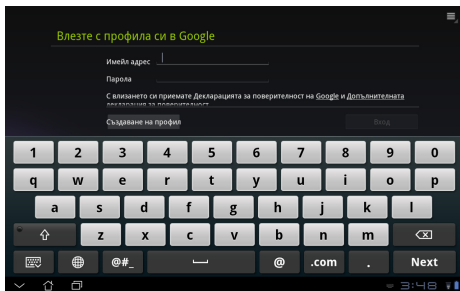 Влезте с профила си в Google
Имейл адрес
Парола
С влизането си приемате Декларацията за поверителност на Google и Допълнителната
декларация за поверителност
Създаване на профил
Вход
1 2 3 4 5 6 7 8 9 0
q w e r t y u i o p
a s d f g h j k l
z x c v b n m
@#_ @ .com . Next
3:48